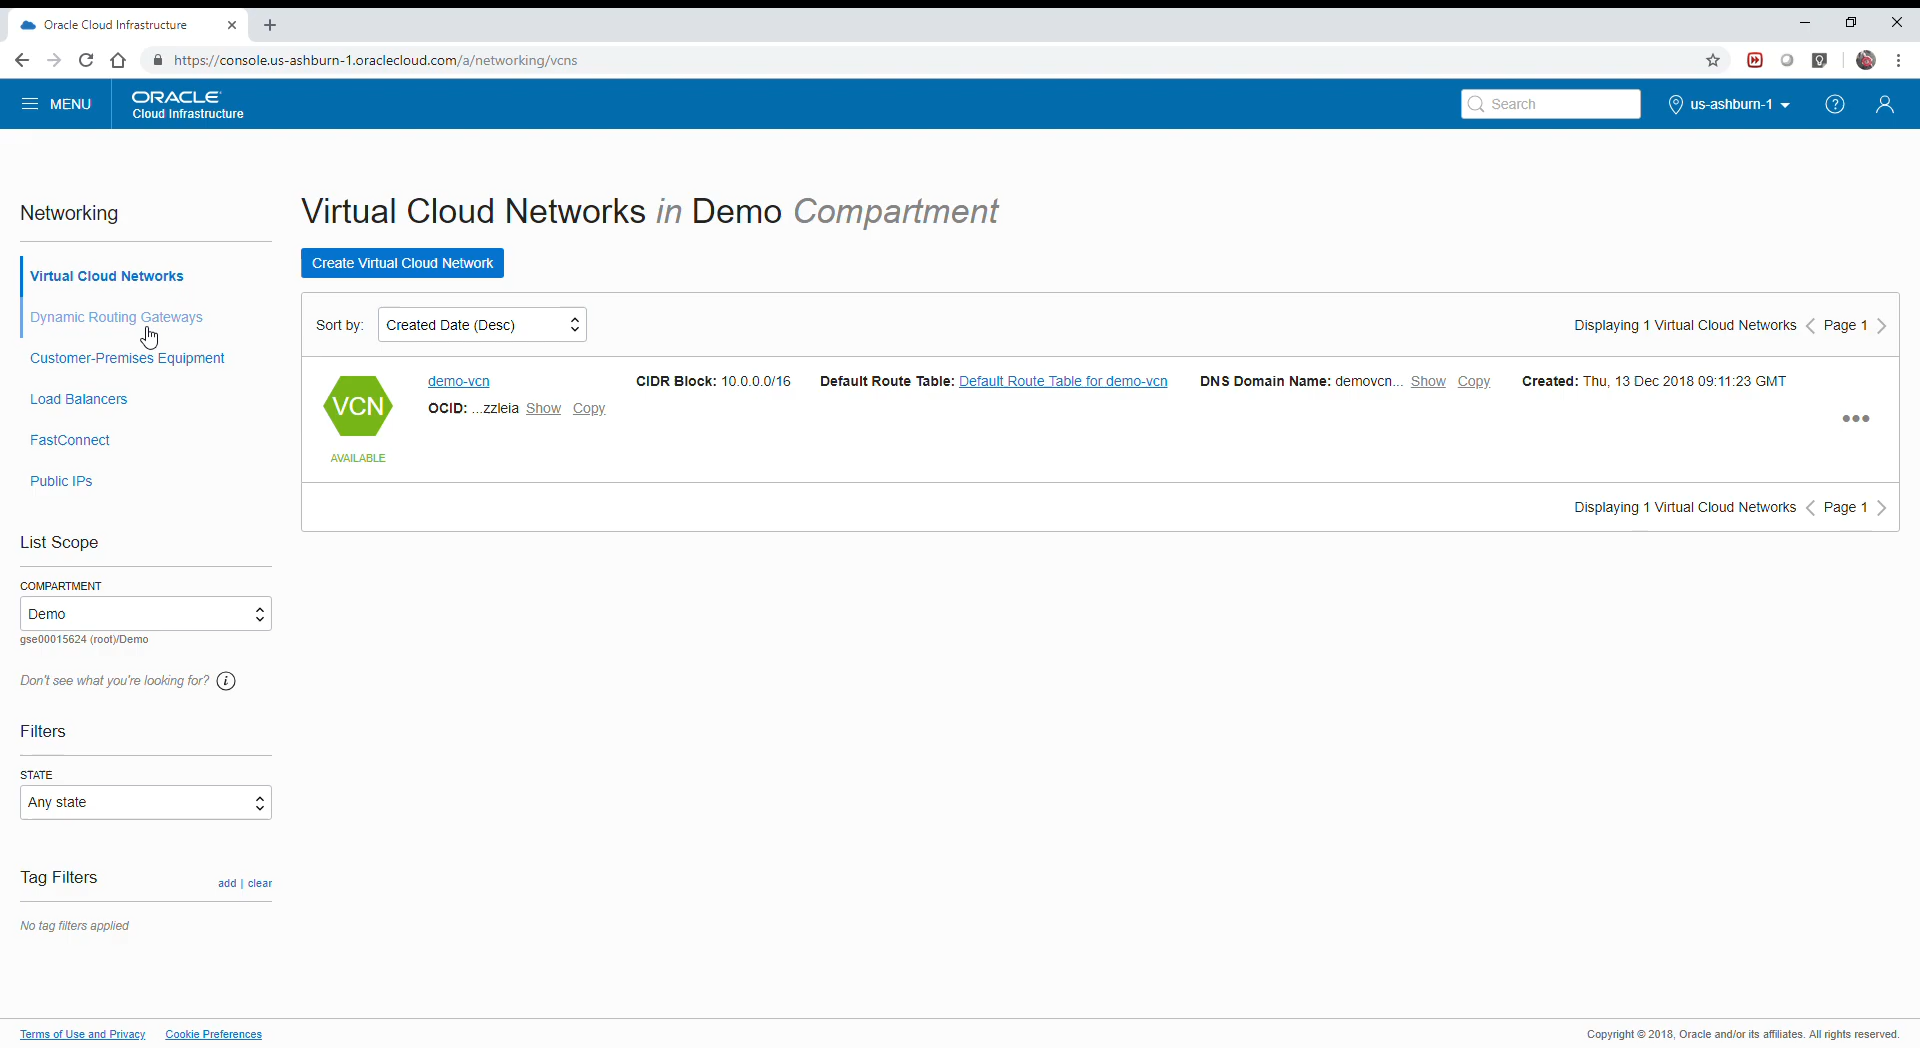 Oracle Cloud Infrastructure
https://console.us-ashburn-1.oraclecloud.com/a/networking/vcns
MENU
ORACLE
Cloud Infrastructure
Search
us-ashburn-1
Networking
Virtual Cloud Networks
Dynamic Routing Gateways
Customer-Premises Equipment
Load Balancers
FastConnect
Public IPs
List Scope
COMPARTMENT
Demo
gse00015624 (root)/Demo
Don't see what you're looking for?
Filters
STATE
Any state
Tag Filters
add | clear
No tag filters applied
Virtual Cloud Networks in Demo Compartment
Create Virtual Cloud Network
Sort by: Created Date (Desc)
Displaying 1 Virtual Cloud Networks Page 1
VCN
AVAILABLE
demo-vcn
OCID: ...zzleia Show Copy
CIDR Block: 10.0.0.0/16
Default Route Table: Default Route Table for demo-vcn
DNS Domain Name: demovcn... Show Copy
Created: Thu, 13 Dec 2018 09:11:23 GMT
Displaying 1 Virtual Cloud Networks Page 1
Terms of Use and Privacy Cookie Preferences
Copyright © 2018, Oracle and/or its affiliates. All rights reserved.